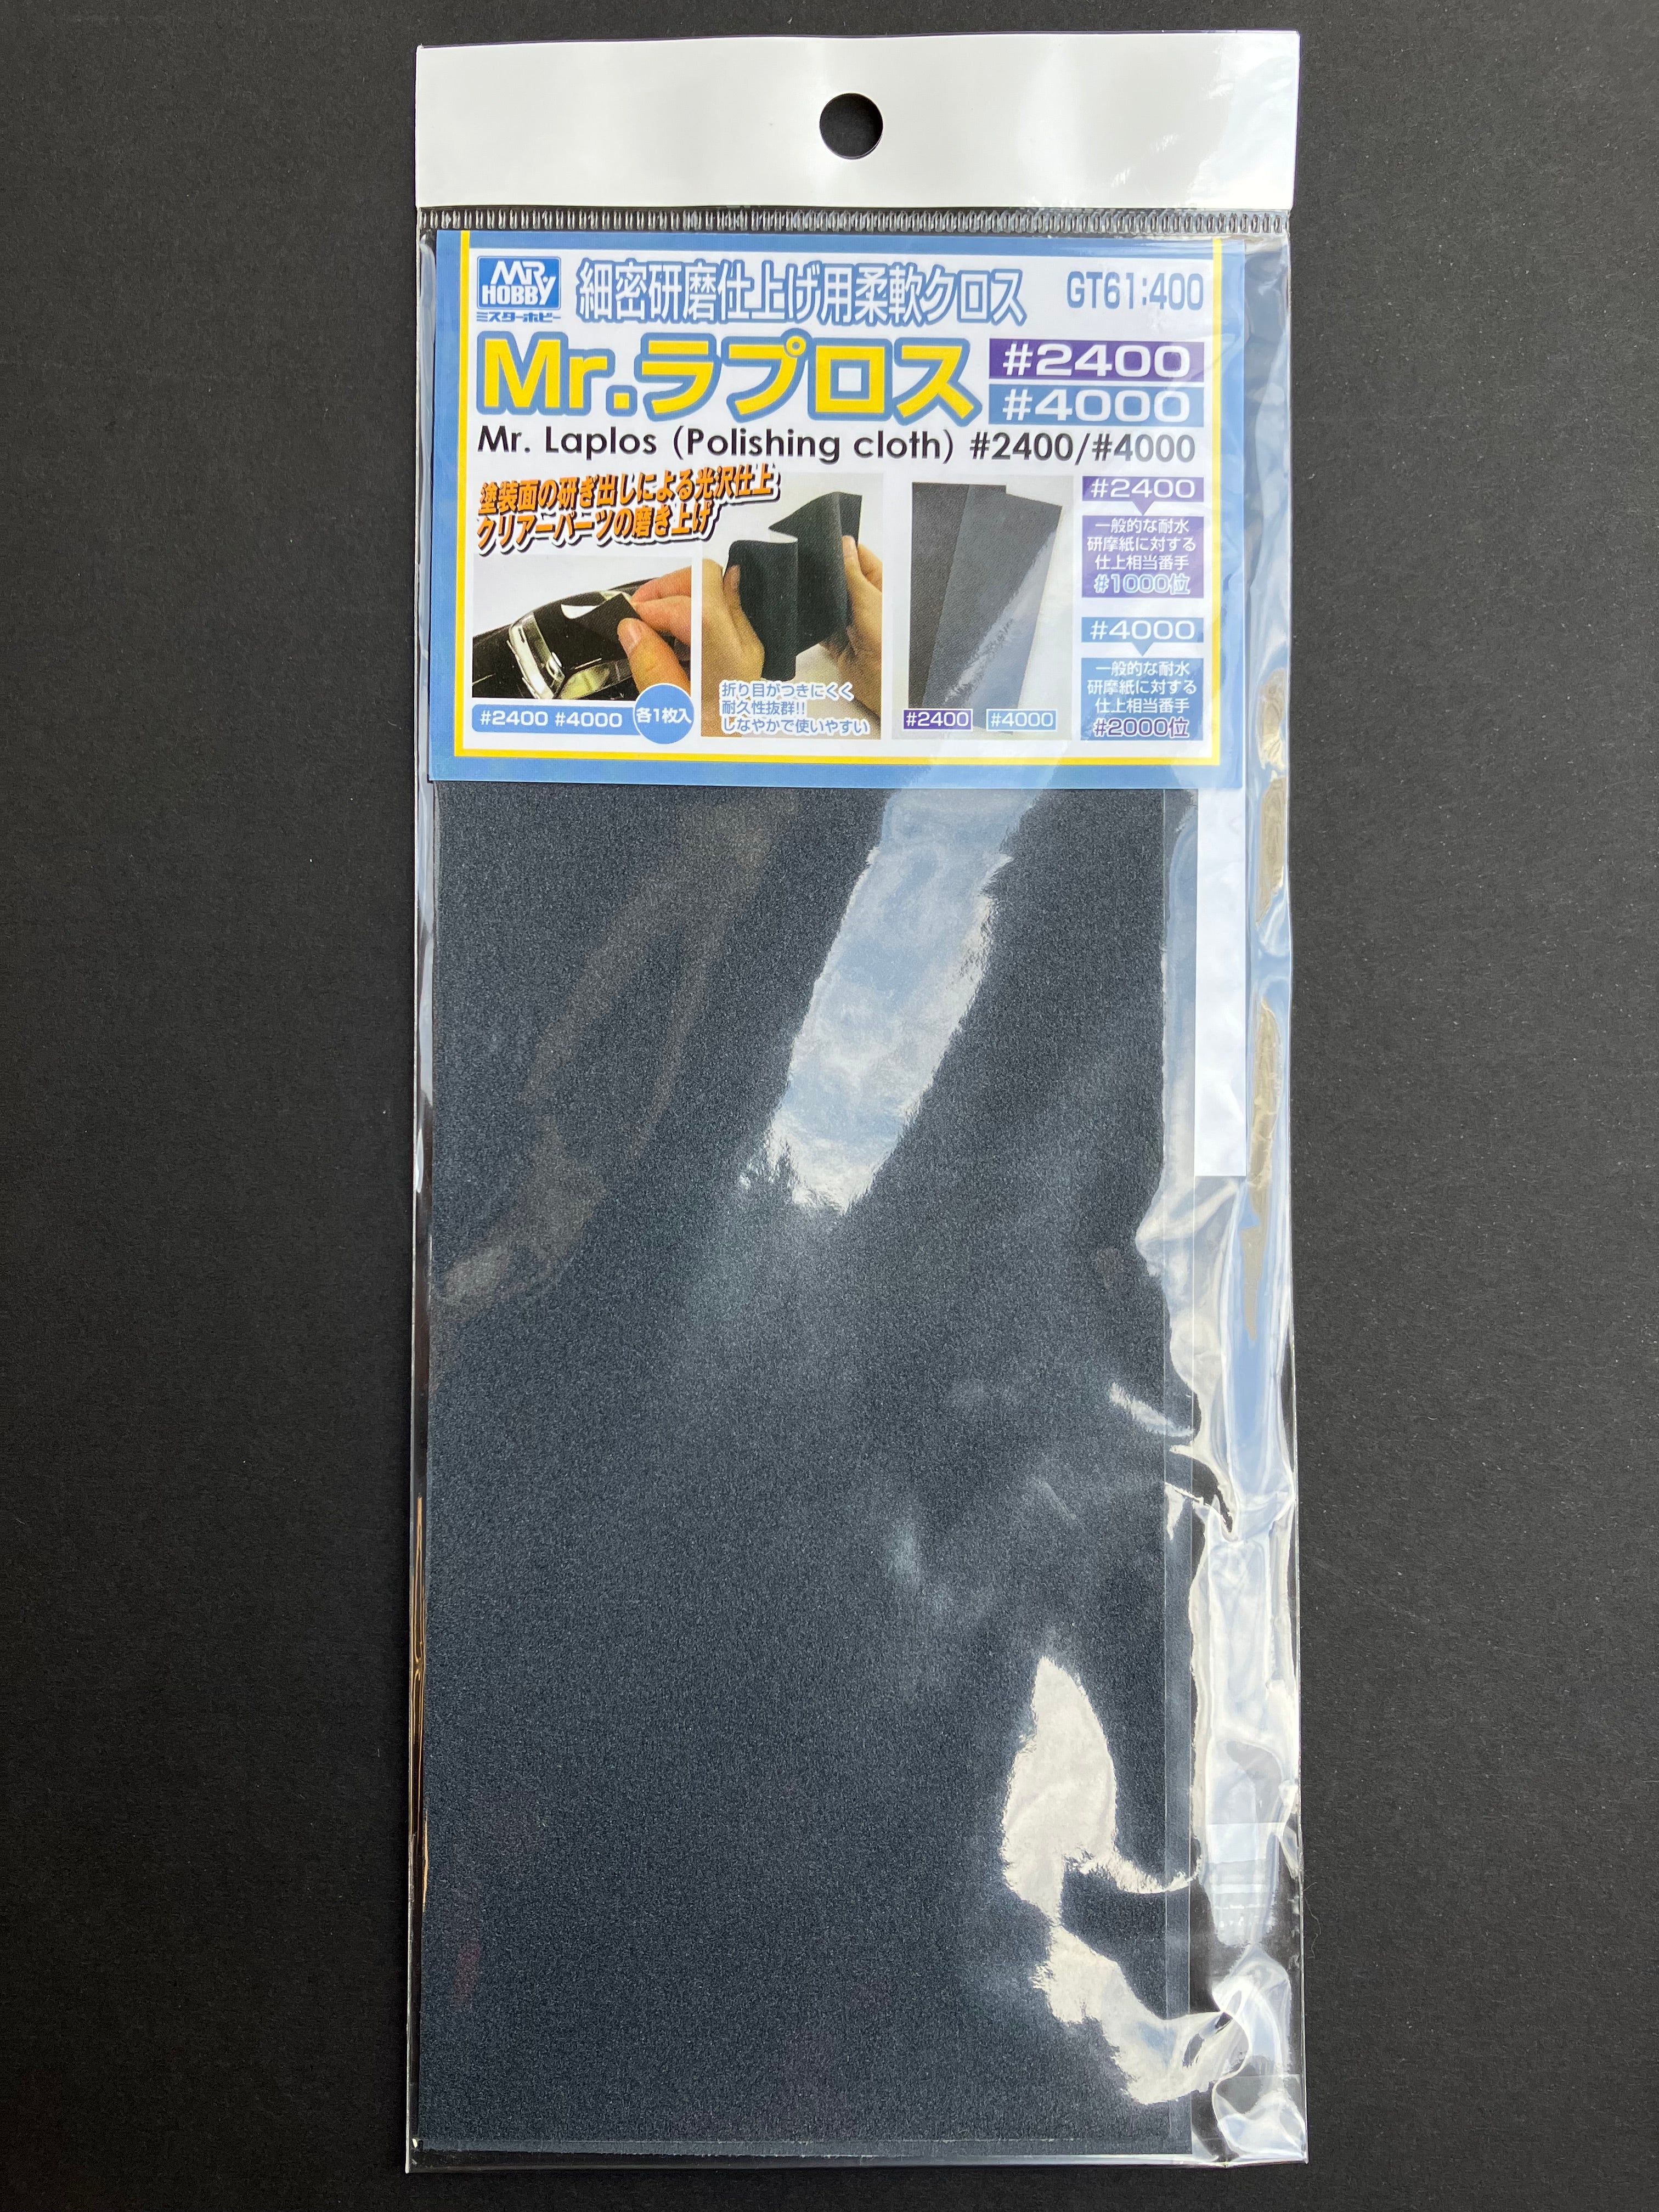 MR.
HOBBY
ミスターホビー
細密研磨仕上げ用柔軟クロス
GT61:400
Mr.ラプロス
#2400
#4000
Mr. Laplos (Polishing cloth) #2400/#4000
塗装面の研ぎ出しによる光沢仕上
クリアーパーツの磨き上げ
#2400 #4000
各1枚入
折り目がつきにくく
耐久性抜群!!
しなやかで使いやすい
#2400
#4000
#2400
一般的な耐水
研摩紙に対する
仕上相当番手
#1000位
#4000
一般的な耐水
研摩紙に対する
仕上相当番手
#2000位